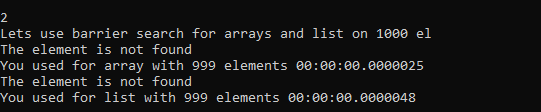 2
Lets use barrier search for arrays and list on 1000 el
The element is not found
You used for array with 999 elements 00:00:00.0000025
The element is not found
You used for list with 999 elements 00:00:00.0000048